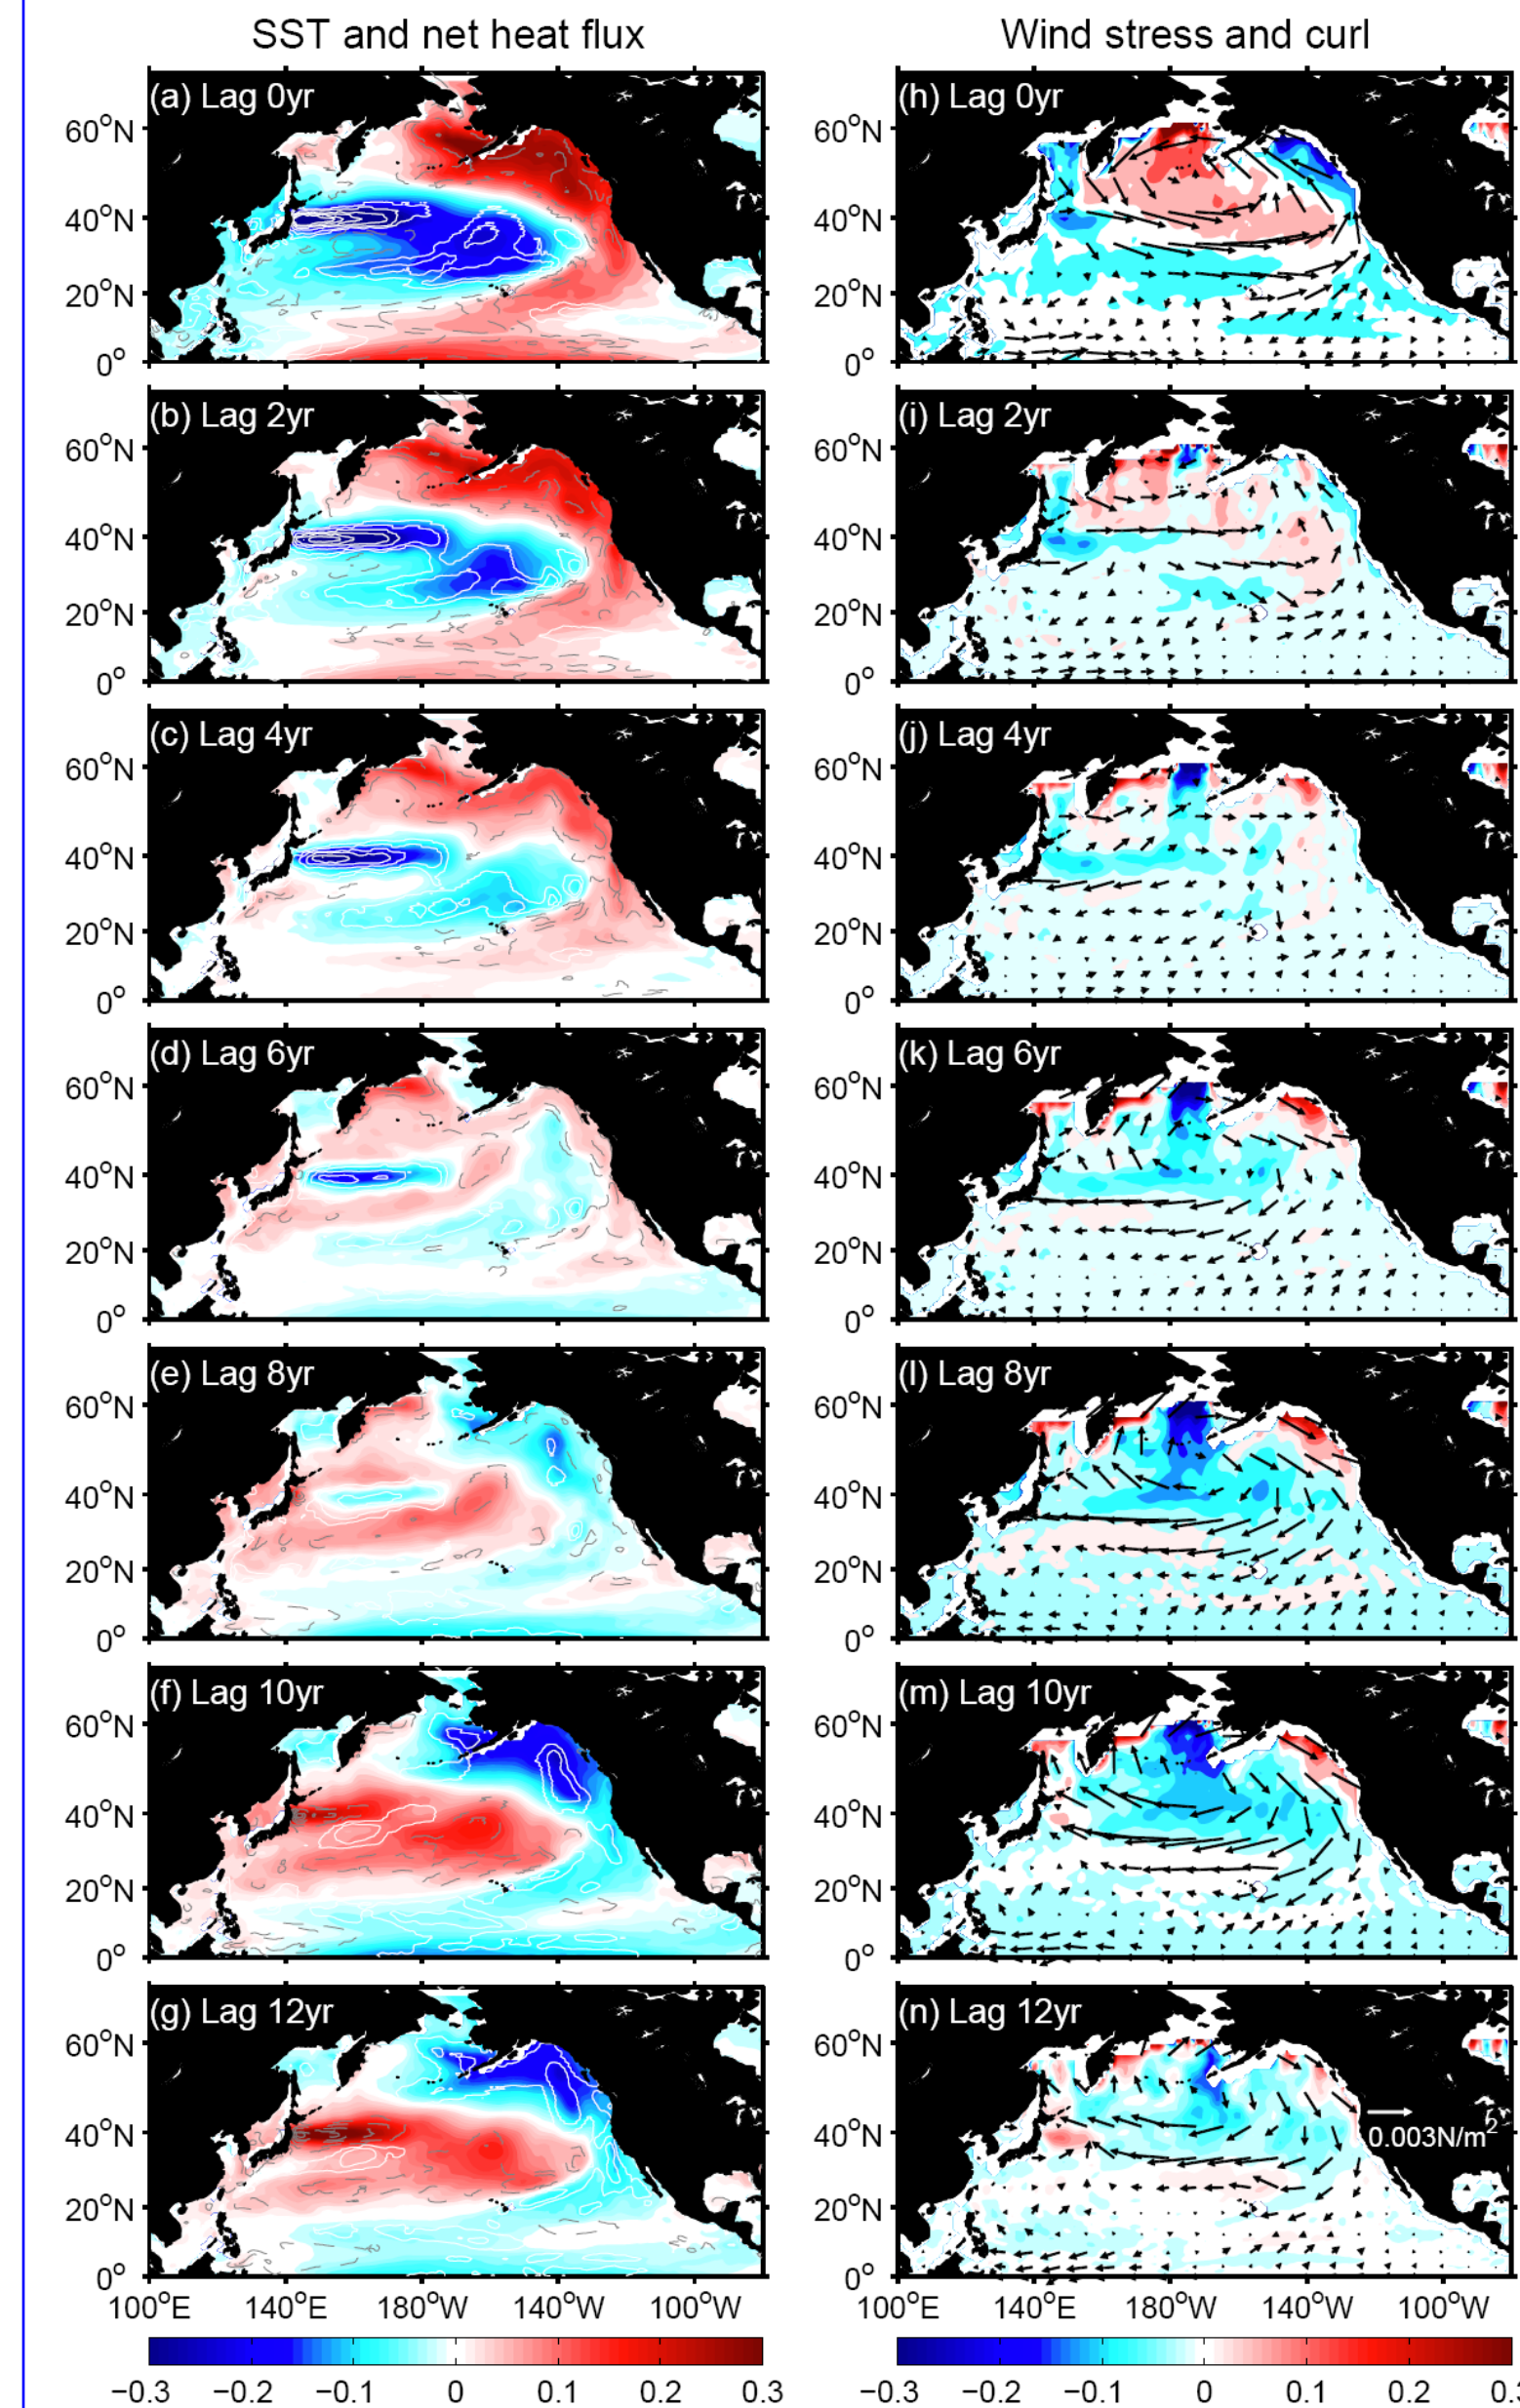 SST and net heat flux
Wind stress and curl
(a) Lag 0yr
60°N
40°N
20°N
0°
(h) Lag 0yr
60°N
40°N
20°N
0°
(b) Lag 2yr
60°N
40°N
20°N
0°
(i) Lag 2yr
60°N
40°N
20°N
0°
(c) Lag 4yr
60°N
40°N
20°N
0°
(j) Lag 4yr
60°N
40°N
20°N
0°
(d) Lag 6yr
60°N
40°N
20°N
0°
(k) Lag 6yr
60°N
40°N
20°N
0°
(e) Lag 8yr
60°N
40°N
20°N
0°
(l) Lag 8yr
60°N
40°N
20°N
0°
(f) Lag 10yr
60°N
40°N
20°N
0°
(m) Lag 10yr
60°N
40°N
20°N
0°
(g) Lag 12yr
60°N
40°N
20°N
0°
(n) Lag 12yr
60°N
40°N
20°N
0°
0.003N/m²
100°E 140°E 180°W 140°W 100°W
100°E 140°E 180°W 140°W 100°W
−0.3 −0.2 −0.1 0 0.1 0.2 0.3
−0.3 −0.2 −0.1 0 0.1 0.2